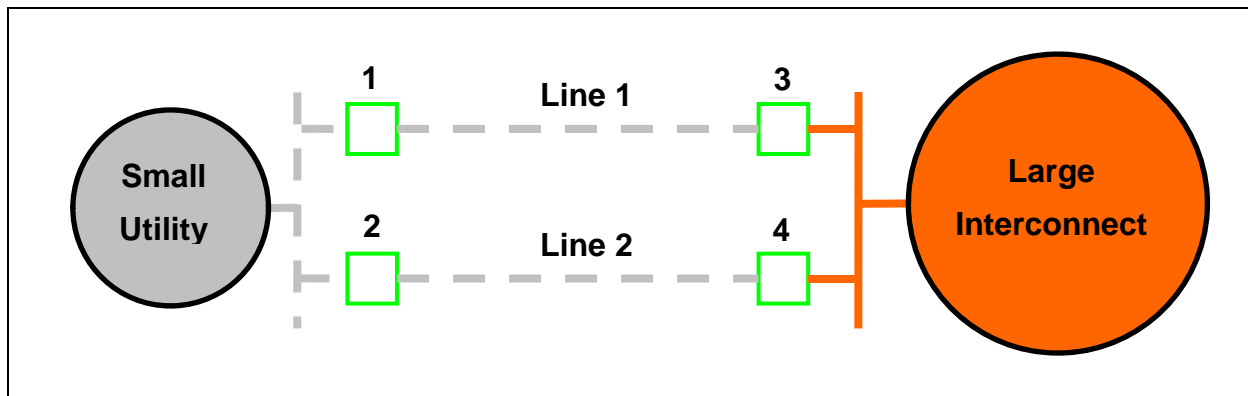 1
3
Line 1
Small
Utility
Large
Interconnect
2
4
Line 2